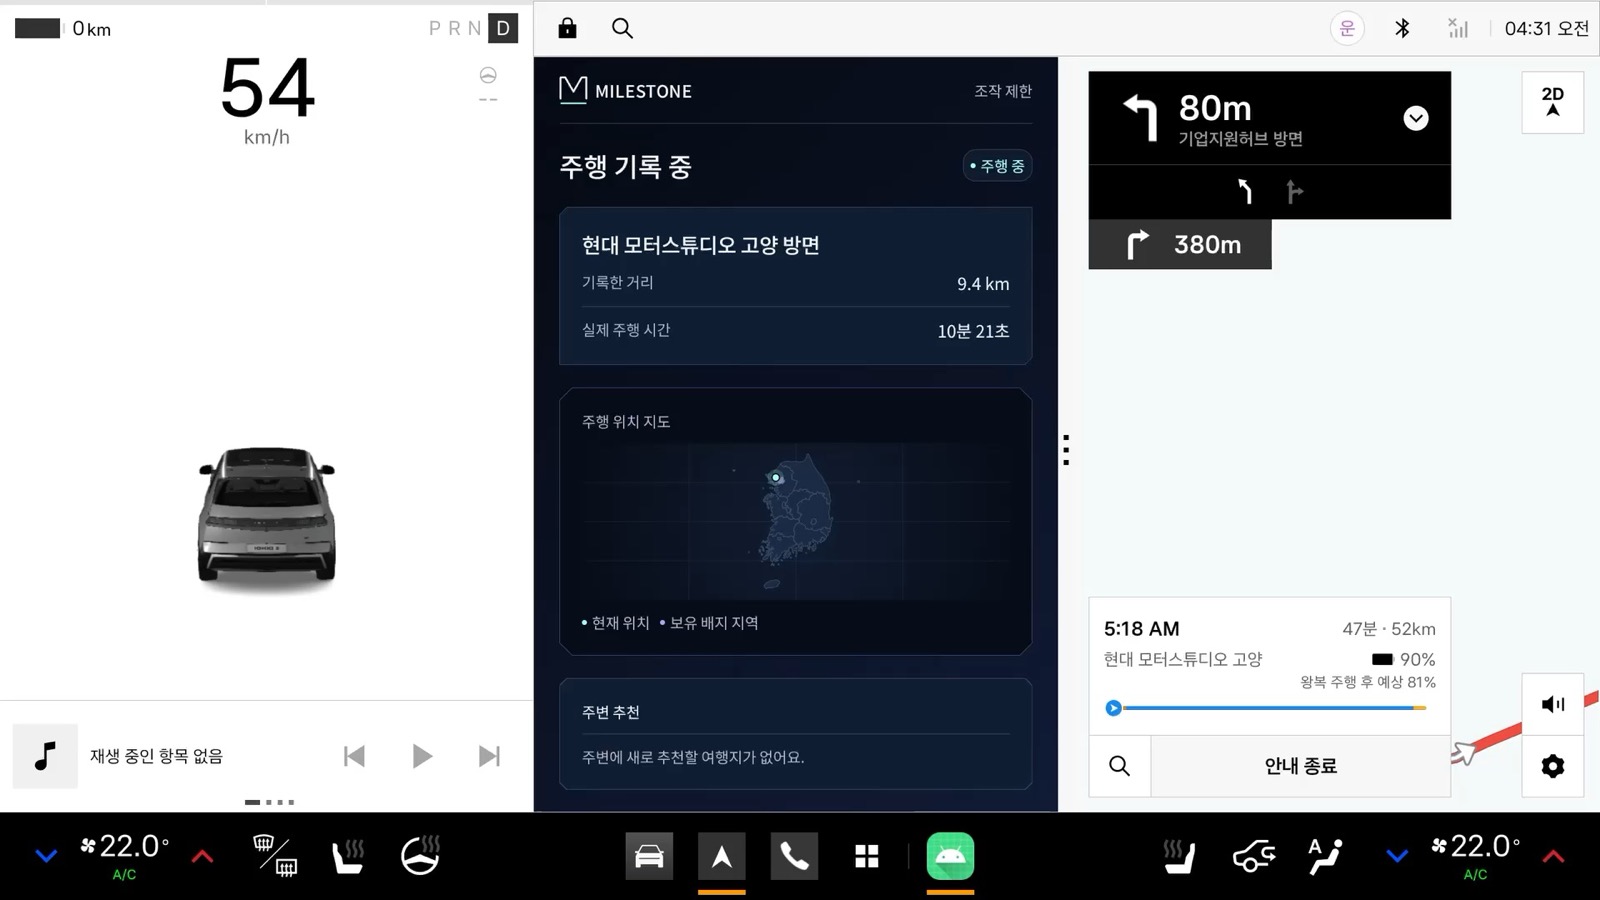 0km
P R N D
54
km/h
--
재생 중인 항목 없음
운
04:31 오전
MILESTONE
조작 제한
주행 기록 중
주행 중
현대 모터스튜디오 고양 방면
기록한 거리
9.4 km
실제 주행 시간
10분 21초
주행 위치 지도
현재 위치
보유 배지 지역
주변 추천
주변에 새로 추천할 여행지가 없어요.
80m
기업지원허브 방면
380m
2D
5:18 AM
47분 · 52km
현대 모터스튜디오 고양
90%
왕복 주행 후 예상 81%
안내 종료
22.0°
A/C
A
22.0°
A/C